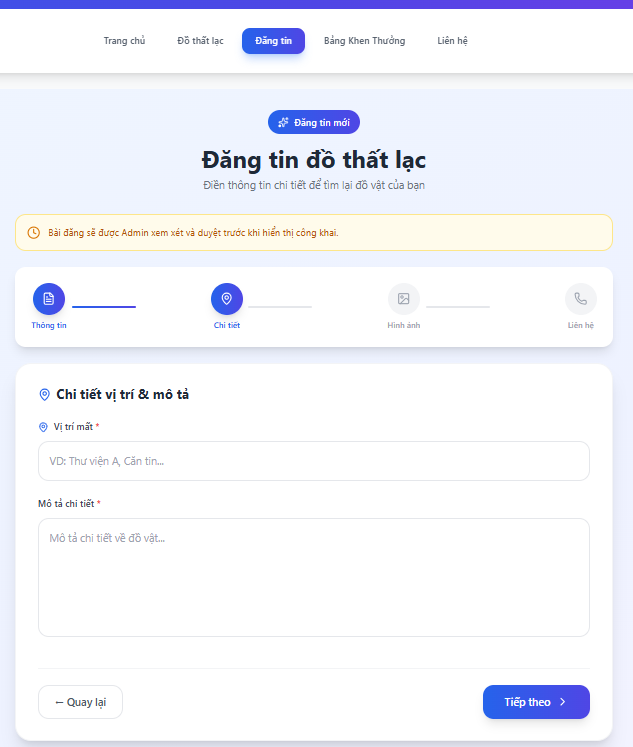 Trang chủ
Đồ thất lạc
Đăng tin
Bảng Khen Thưởng
Liên hệ
Đăng tin mới
Đăng tin đồ thất lạc
Điền thông tin chi tiết để tìm lại đồ vật của bạn
Bài đăng sẽ được Admin xem xét và duyệt trước khi hiển thị công khai.
Thông tin
Chi tiết
Hình ảnh
Liên hệ
Chi tiết vị trí & mô tả
Vị trí mất *
VD: Thư viện A, Căn tin...
Mô tả chi tiết *
Mô tả chi tiết về đồ vật...
← Quay lại
Tiếp theo